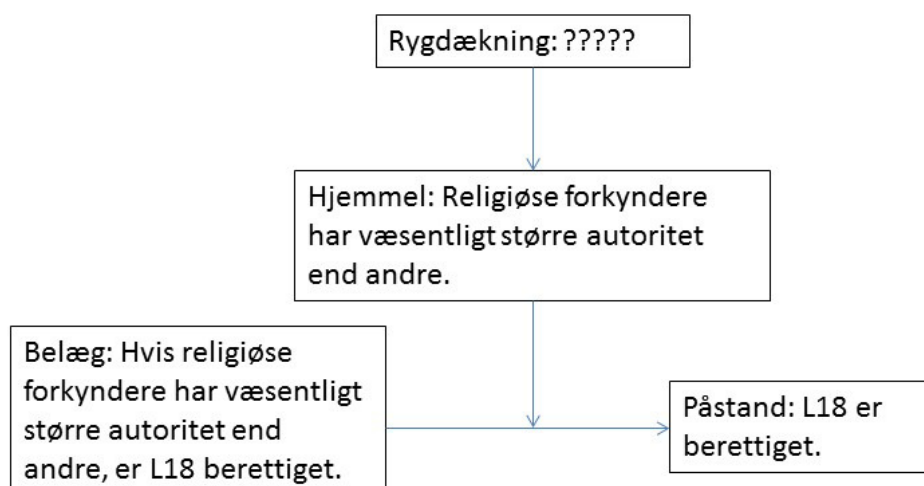 Rygdækning: ?????
Hjemmel: Religiøse forkyndere
har væsentligt større autoritet
end andre.
Belæg: Hvis religiøse
forkyndere har væsentligt
større autoritet end
andre, er L18 berettiget.
Påstand: L18 er
berettiget.